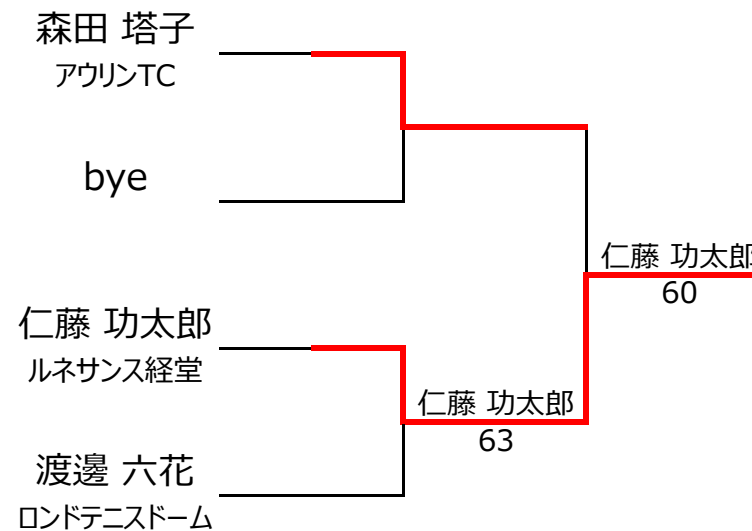 森田 塔子
アウリンTC
bye
仁藤 功太郎
60
仁藤 功太郎
ルネサンス経堂
仁藤 功太郎
63
渡邊 六花
ロンドテニスドーム